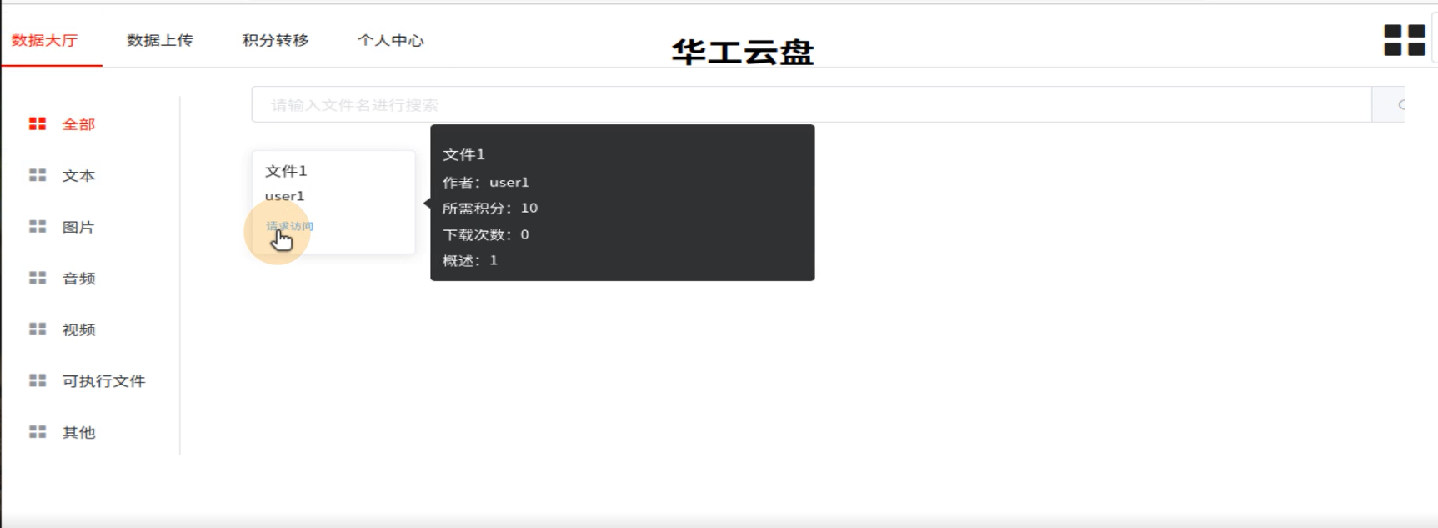 数据大厅 数据上传 积分转移 个人中心
华工云盘
请输入文件名进行搜索
全部
文本
图片
音频
视频
可执行文件
其他
文件1
user1
请求访问
文件1
作者：user1
所需积分：10
下载次数：0
概述：1